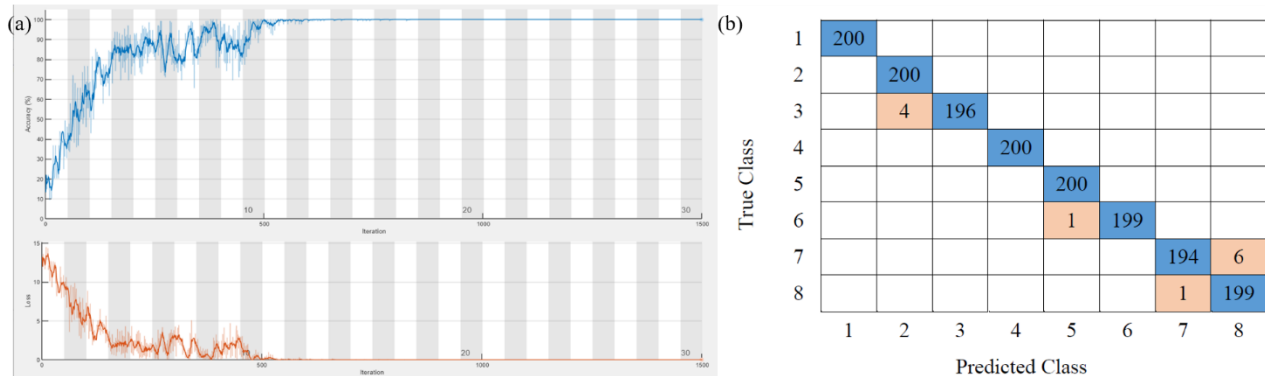 (a)
100
90
80
70
60
50
40
30
20
10
0
Accuracy (%)
10 20 30
0 500 1000 1500
Iteration
15
10
5
0
Loss
10 20 30
0 500 1000 1500
Iteration
(b)
True Class
1 200
2 200
3 4 196
4 200
5 200
6 1 199
7 194 6
8 1 199
1 2 3 4 5 6 7 8
Predicted Class